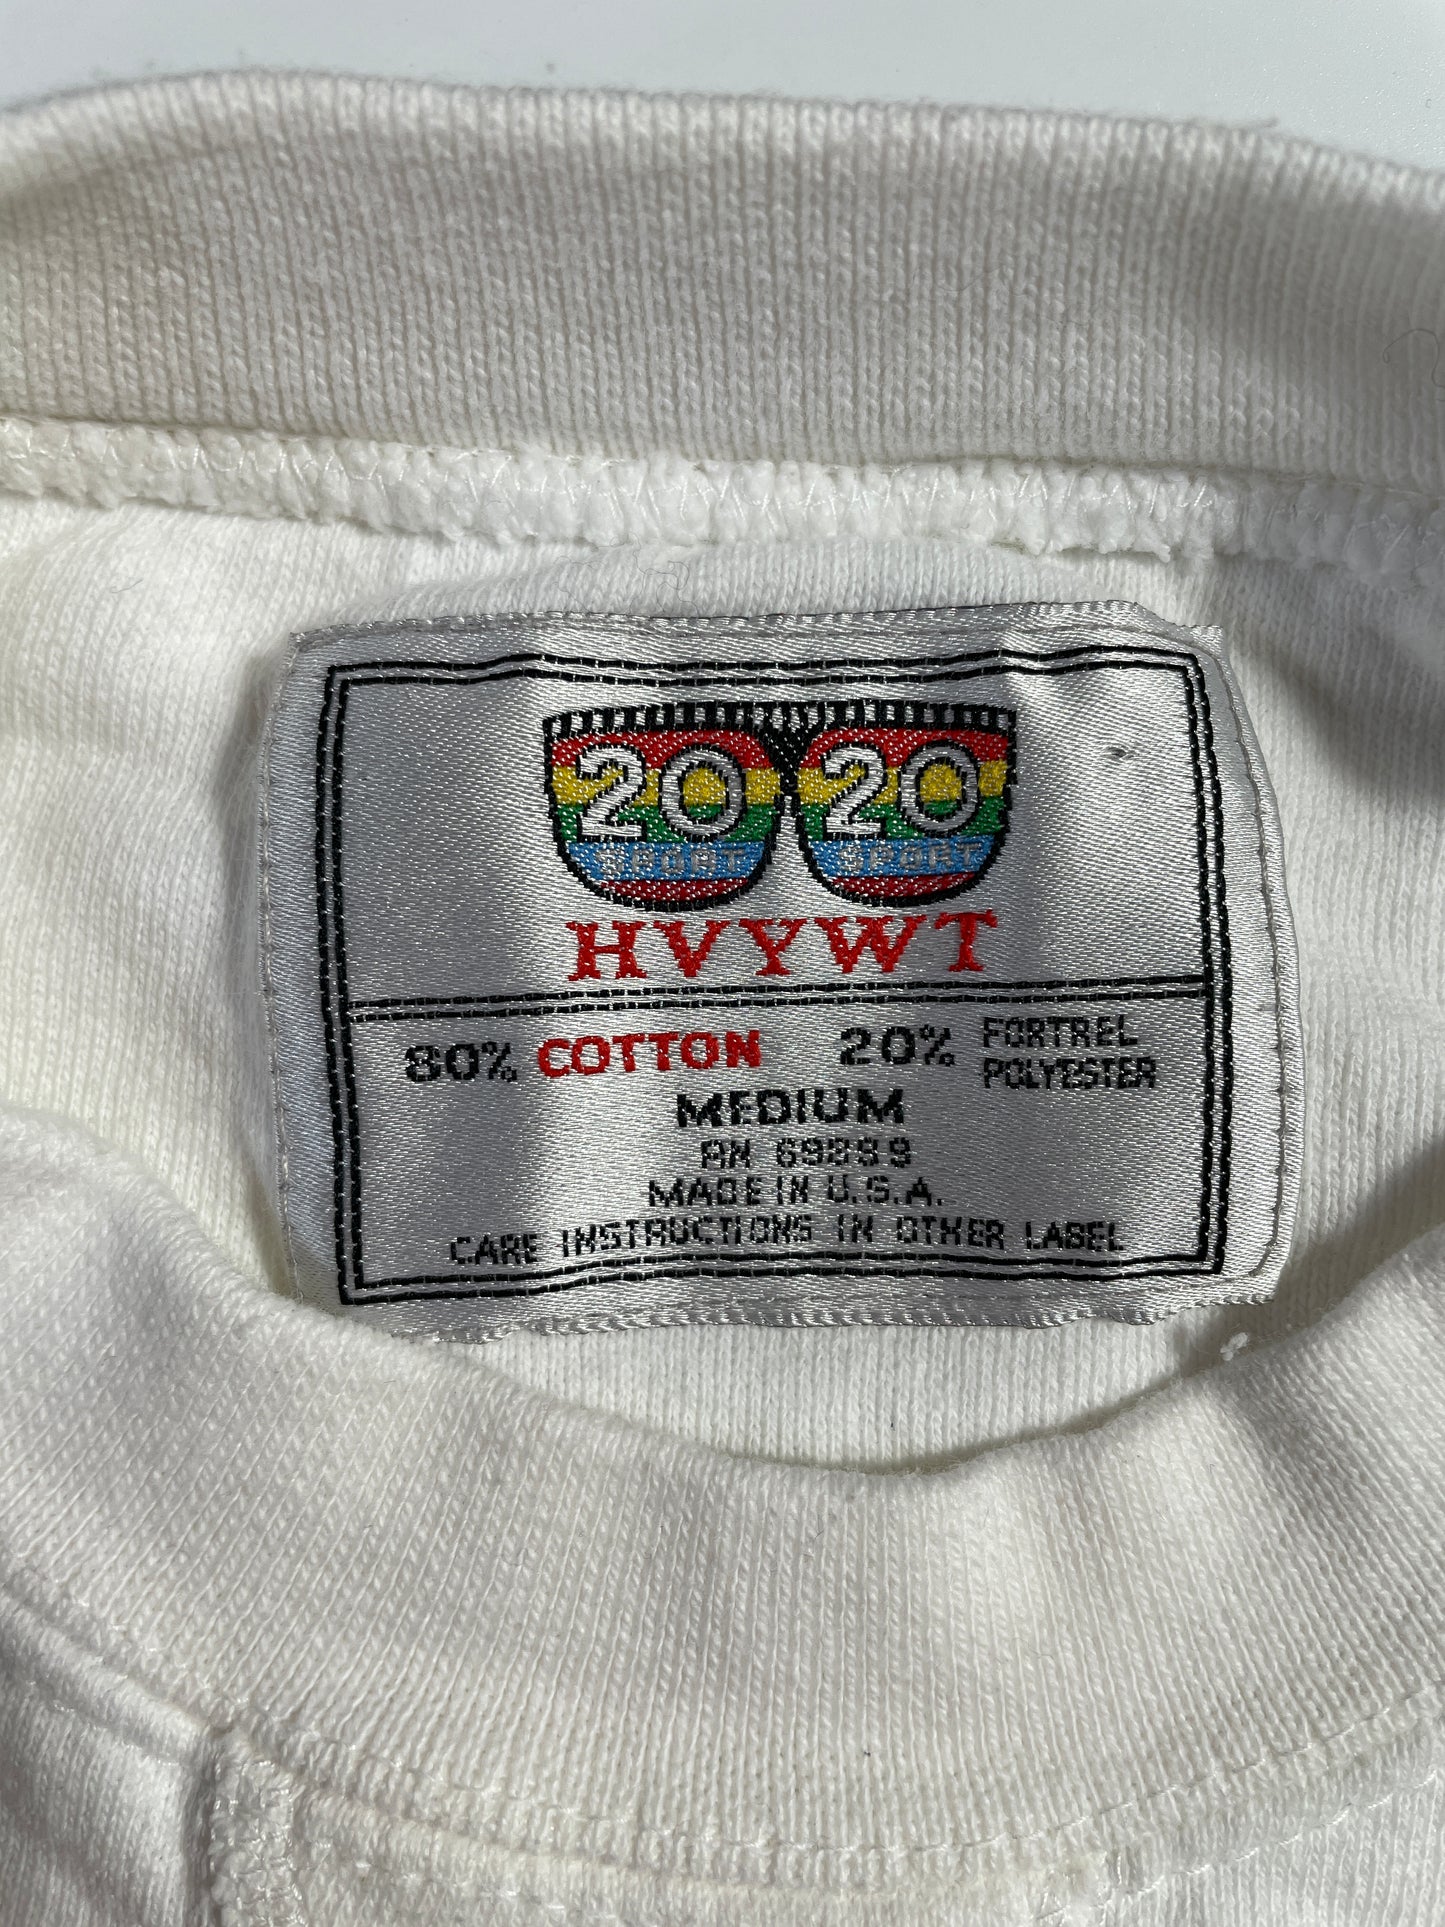 20 20
SPORT SPORT
HVYWT
80% COTTON 20% FORTREL
POLYESTER
MEDIUM
RN 69899
MADE IN U.S.A.
CARE INSTRUCTIONS IN OTHER LABEL